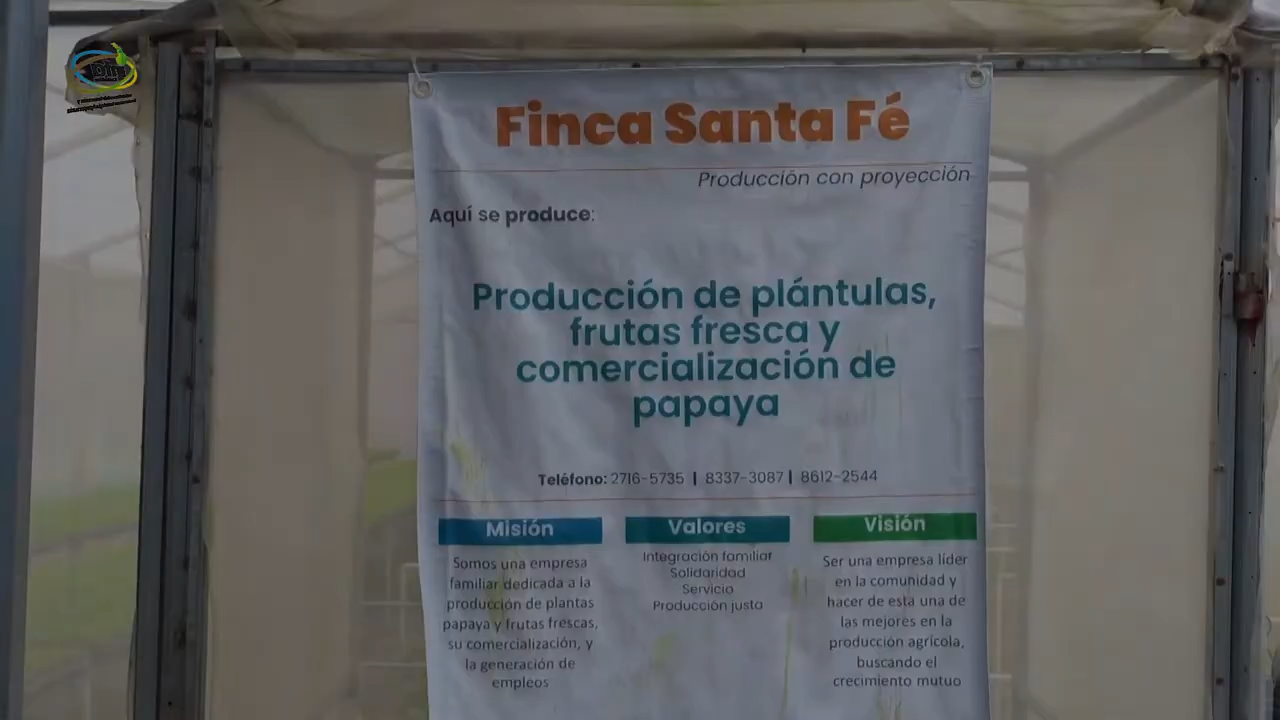 Finca Santa Fé
Producción con proyección
Aquí se produce:
Producción de plántulas,
frutas fresca y
comercialización de
papaya
Teléfono: 2716-5735 | 8337-3087 | 8612-2544
Misión
Somos una empresa
familiar dedicada a la
producción de plantas
papaya y frutas frescas,
su comercialización, y
la generación de
empleos
Valores
Integración familiar
Solidaridad
Servicio
Producción justa
Visión
Ser una empresa líder
en la comunidad y
hacer de esta una de
las mejores en la
producción agrícola,
buscando el
crecimiento mutuo